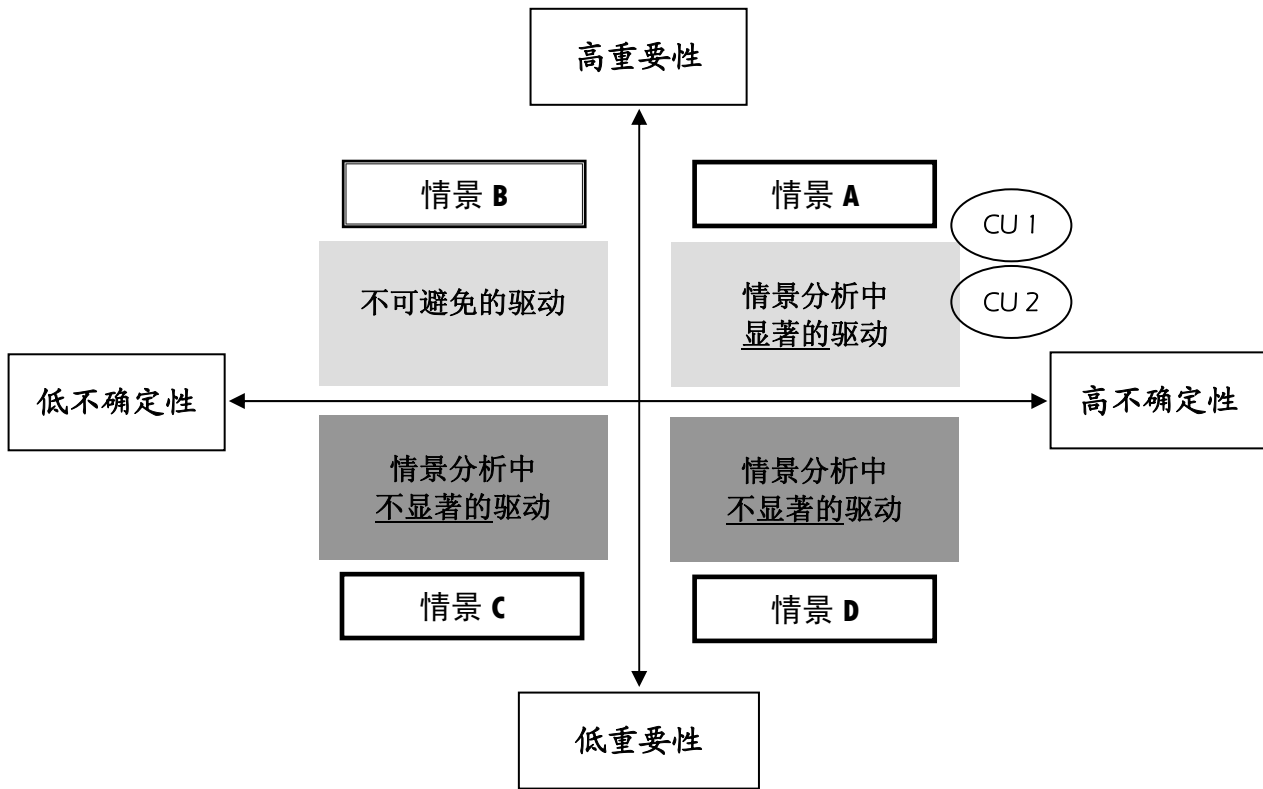 高重要性
情景 B
情景 A
CU 1
不可避免的驱动
情景分析中
显著的驱动
CU 2
低不确定性
高不确定性
情景分析中
不显著的驱动
情景分析中
不显著的驱动
情景 C
情景 D
低重要性